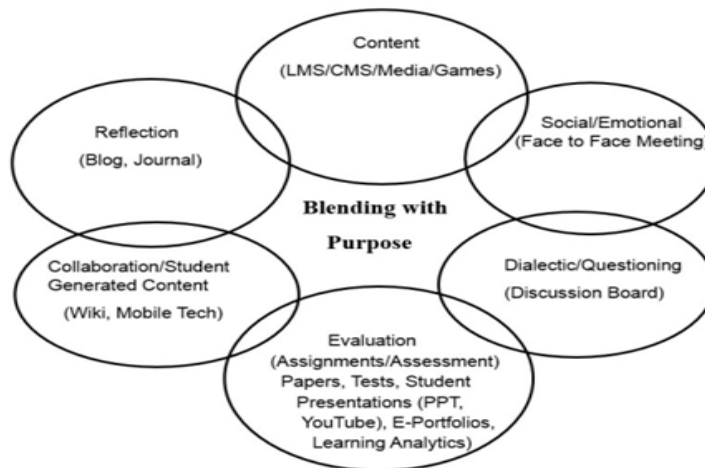 Content
(LMS/CMS/Media/Games)
Social/Emotional
(Face to Face Meeting)
Reflection
(Blog, Journal)
Blending with
Purpose
Dialectic/Questioning
(Discussion Board)
Collaboration/Student
Generated Content
(Wiki, Mobile Tech)
Evaluation
(Assignments/Assessment)
Papers, Tests, Student
Presentations (PPT,
YouTube), E-Portfolios,
Learning Analytics)